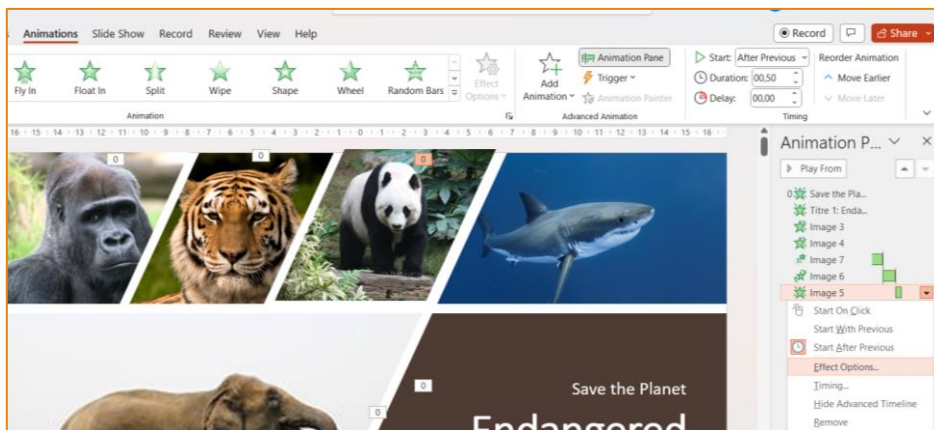 Animations Slide Show Record Review View Help
Record
Share
Fly In Float In Split Wipe Shape Wheel Random Bars
Effect Options
Add Animation
Animation Pane
Trigger
Animation Painter
Start: After Previous
Duration: 00,50
Delay: 00,00
Reorder Animation
Move Earlier
Move Later
Animation
Advanced Animation
Timing
16 15 14 13 12 11 10 9 8 7 6 5 4 3 2 1 0 1 2 3 4 5 6 7 8 9 10 11 12 13 14 15 16
Animation P...
Play From
0 Save the Pla...
Titre 1: Enda...
Image 3
Image 4
Image 7
Image 6
Image 5
Start On Click
Start With Previous
Start After Previous
Effect Options...
Timing...
Hide Advanced Timeline
Remove
0
0
0
0
0
Save the Planet
Endangered